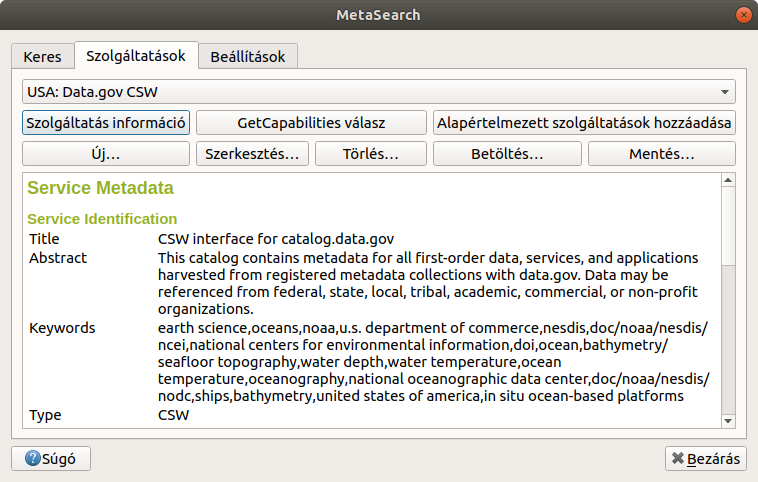 MetaSearch
Keres Szolgáltatások Beállítások
USA: Data.gov CSW
Szolgáltatás információ GetCapabilities válasz Alapértelmezett szolgáltatások hozzáadása
Új... Szerkesztés... Törlés... Betöltés... Mentés...
Service Metadata
Service Identification
Title CSW interface for catalog.data.gov
Abstract This catalog contains metadata for all first-order data, services, and applications
harvested from registered metadata collections with data.gov. Data may be
referenced from federal, state, local, tribal, academic, commercial, or non-profit
organizations.
Keywords earth science,oceans,noaa,u.s. department of commerce,nesdis,doc/noaa/nesdis/
ncei,national centers for environmental information,doi,ocean,bathymetry/
seafloor topography,water depth,water temperature,ocean
temperature,oceanography,national oceanographic data center,doc/noaa/nesdis/
nodc,ships,bathymetry,united states of america,in situ ocean-based platforms
Type CSW
Súgó Bezárás